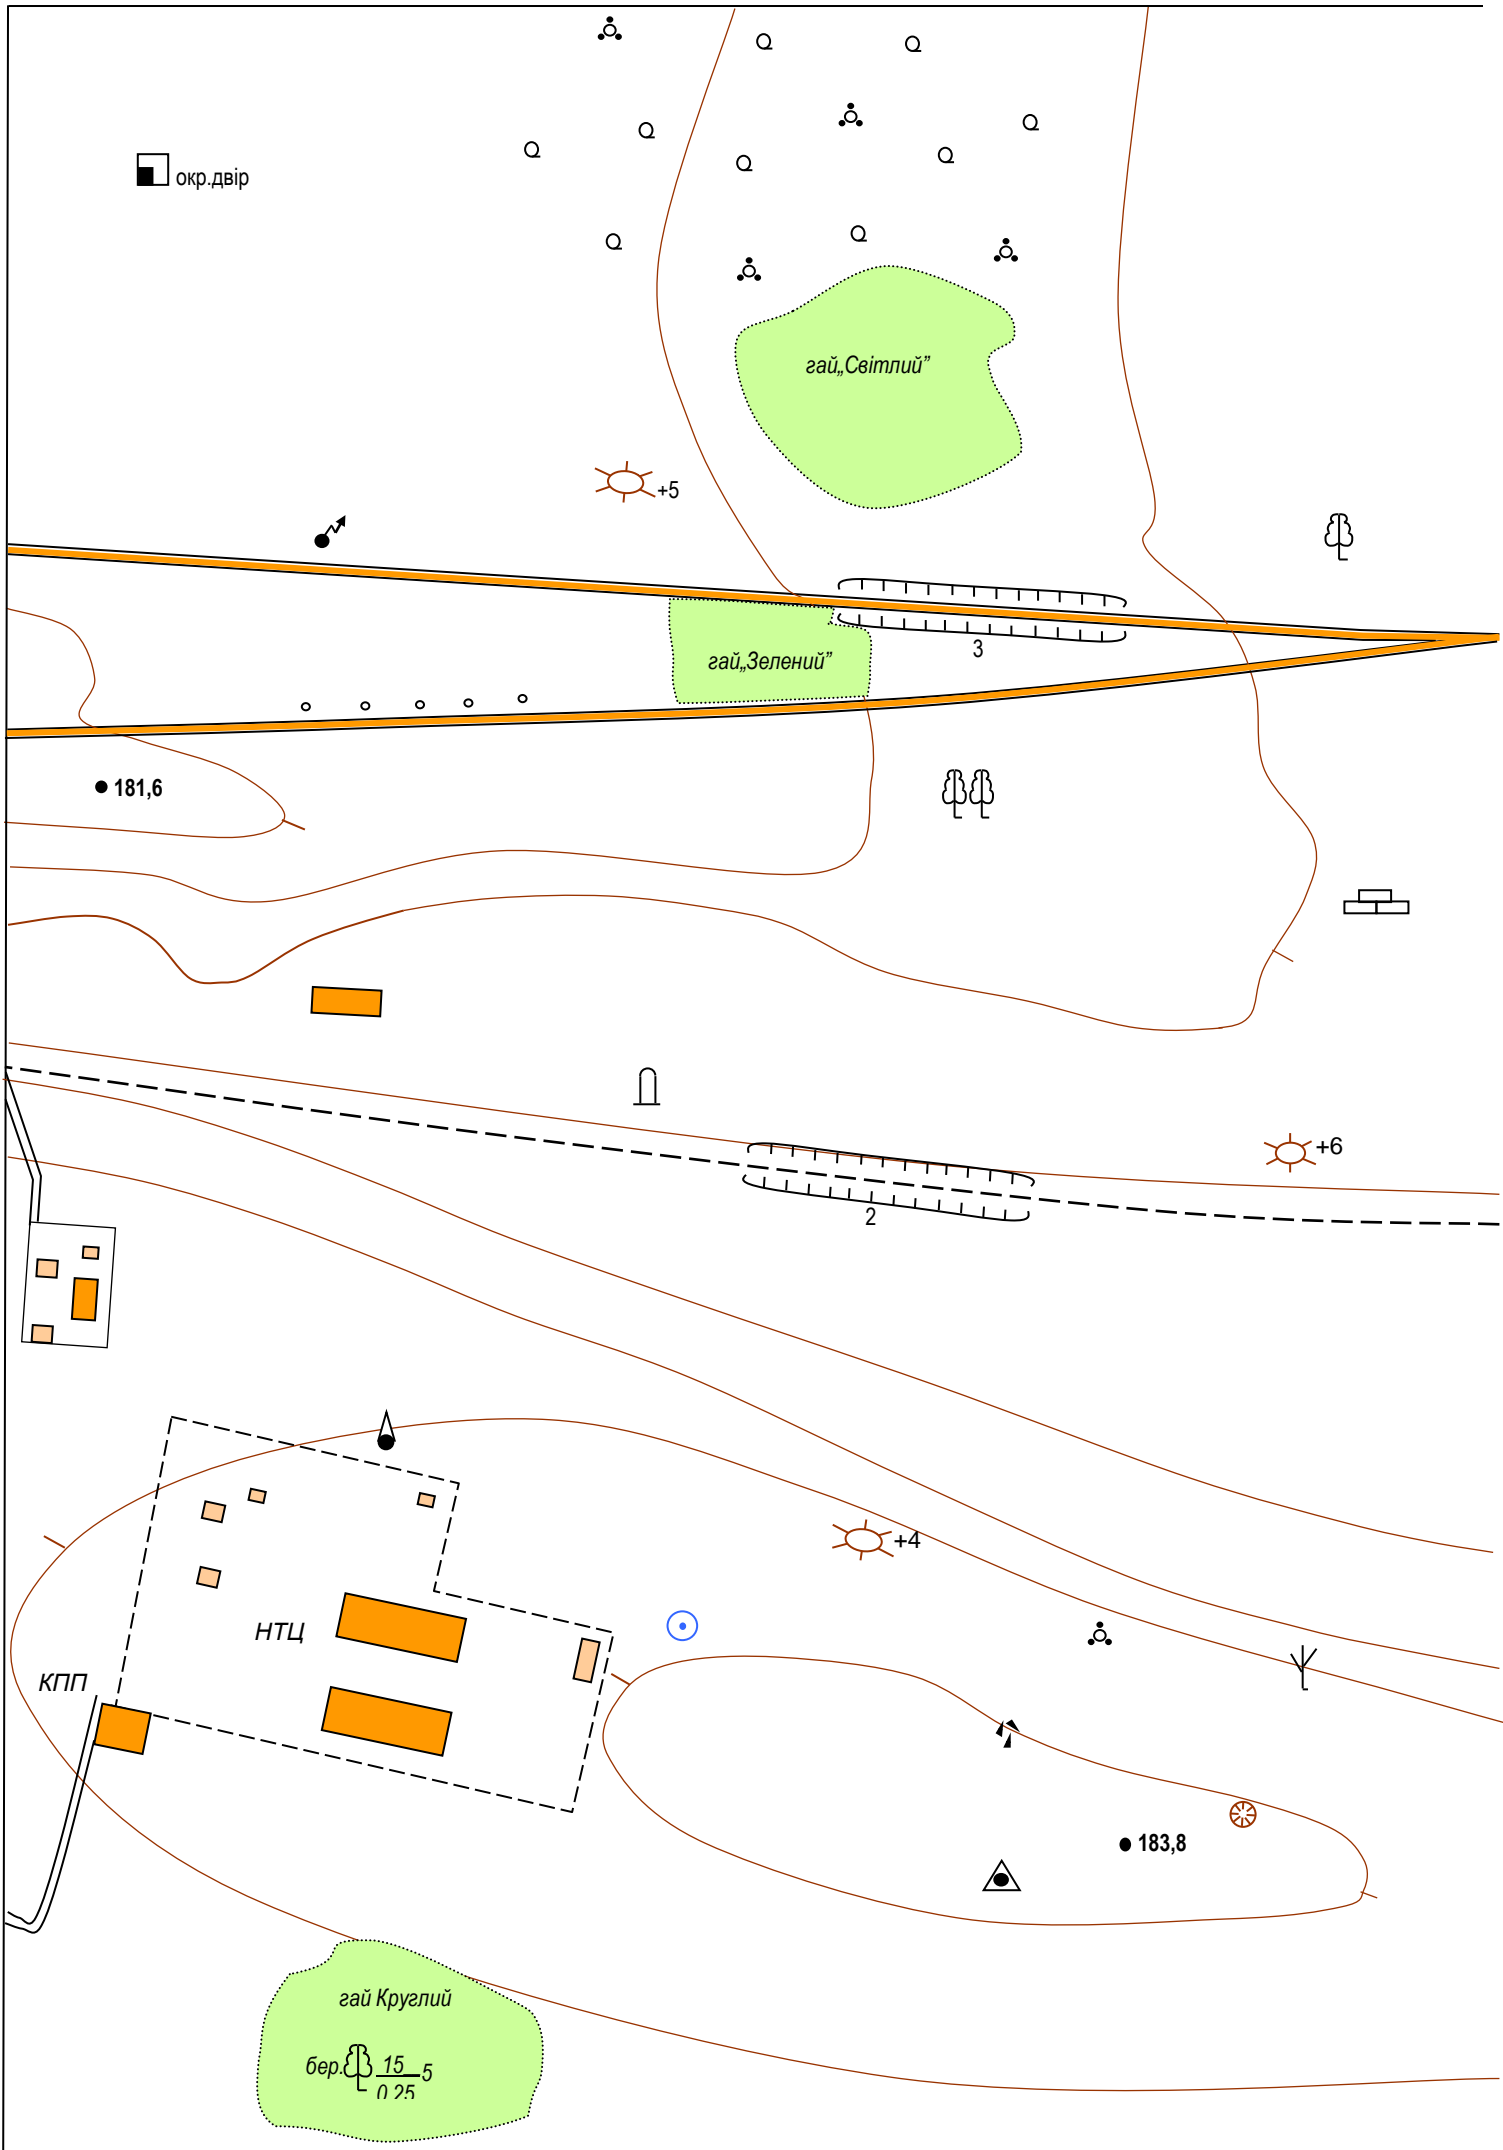 окр.двір
гай„Світлий”
+5
3
гай„Зелений”
181,6
+6
2
+4
НТЦ
КПП
183,8
гай Круглий
бер. 15 5
0,25